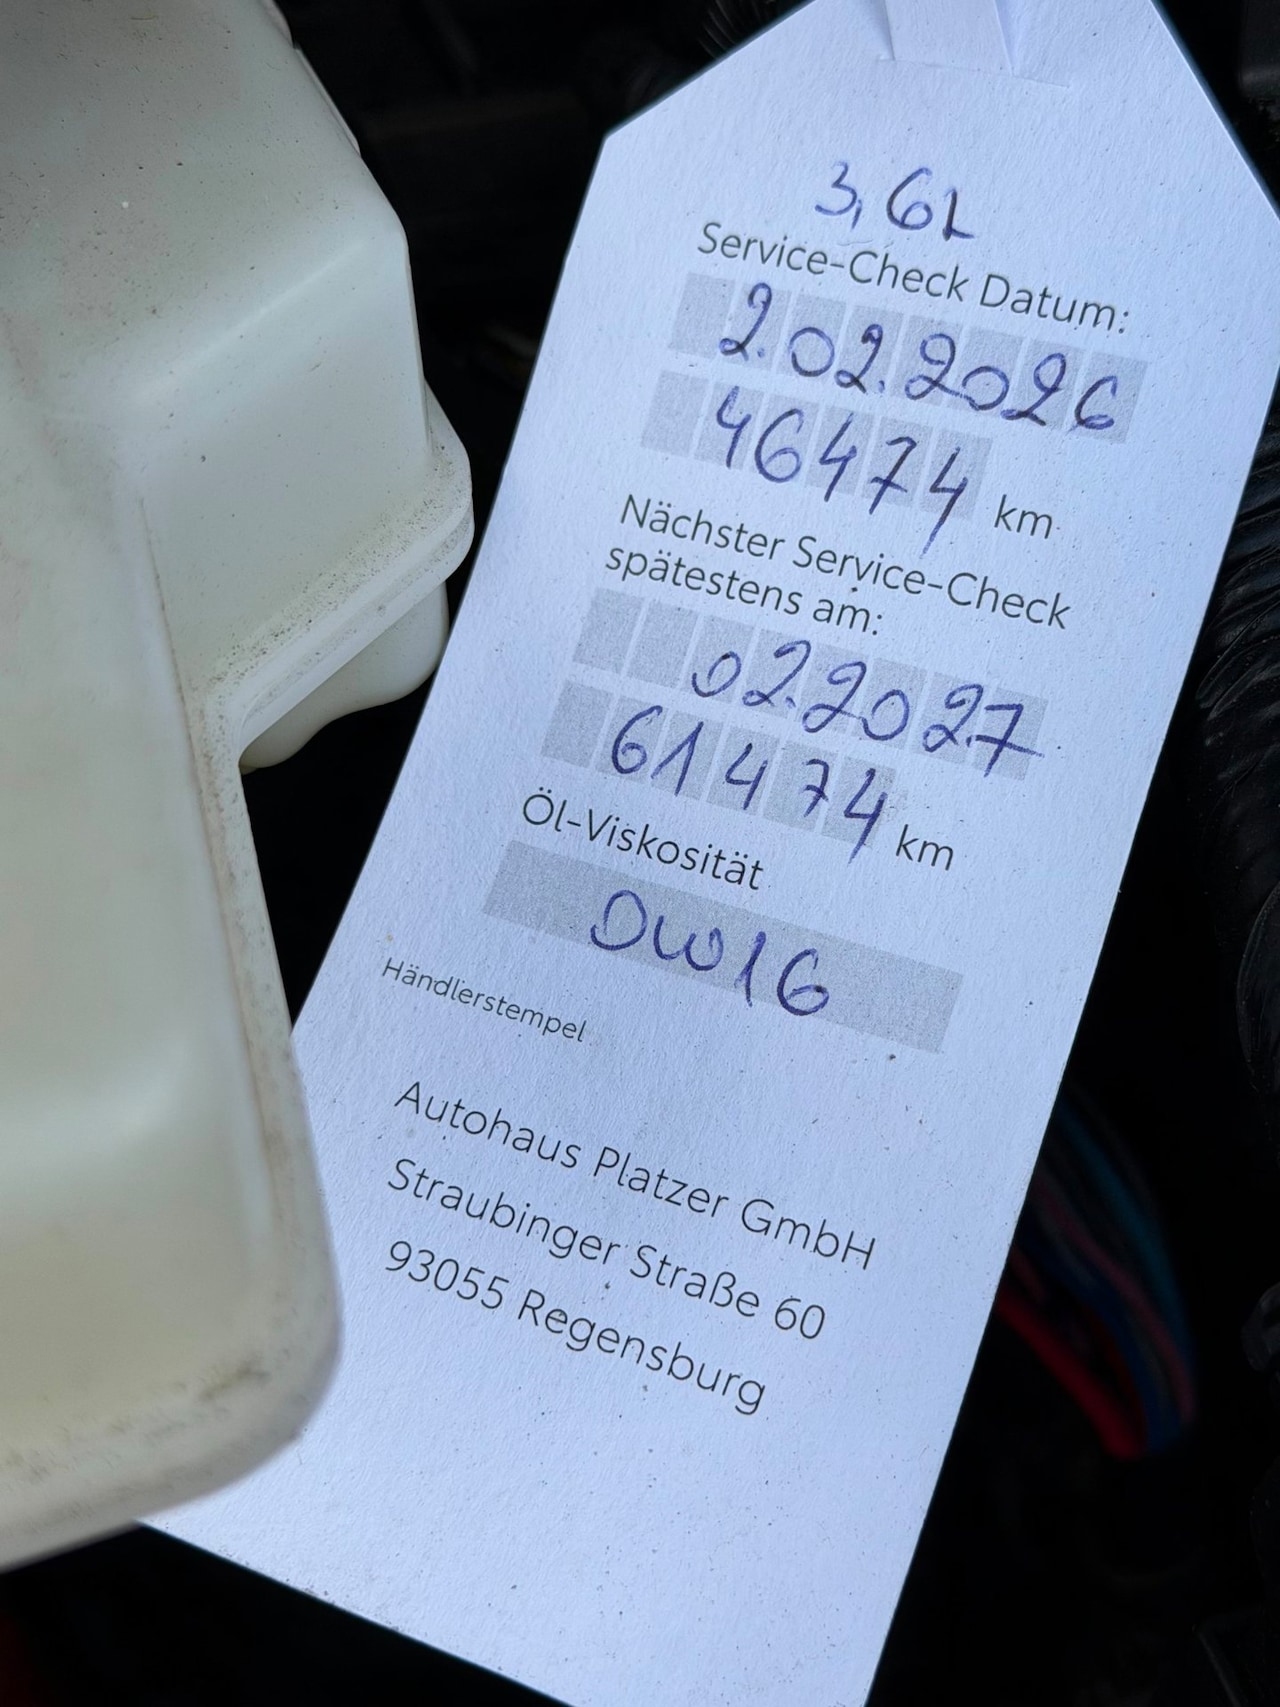 3,6L
Service-Check Datum:
2.02.2026
46474 km
Nächster Service-Check
spätestens am:
02.2027
61474 km
Öl-Viskosität
0W16
Händlerstempel
Autohaus Platzer GmbH
Straubinger Straße 60
93055 Regensburg